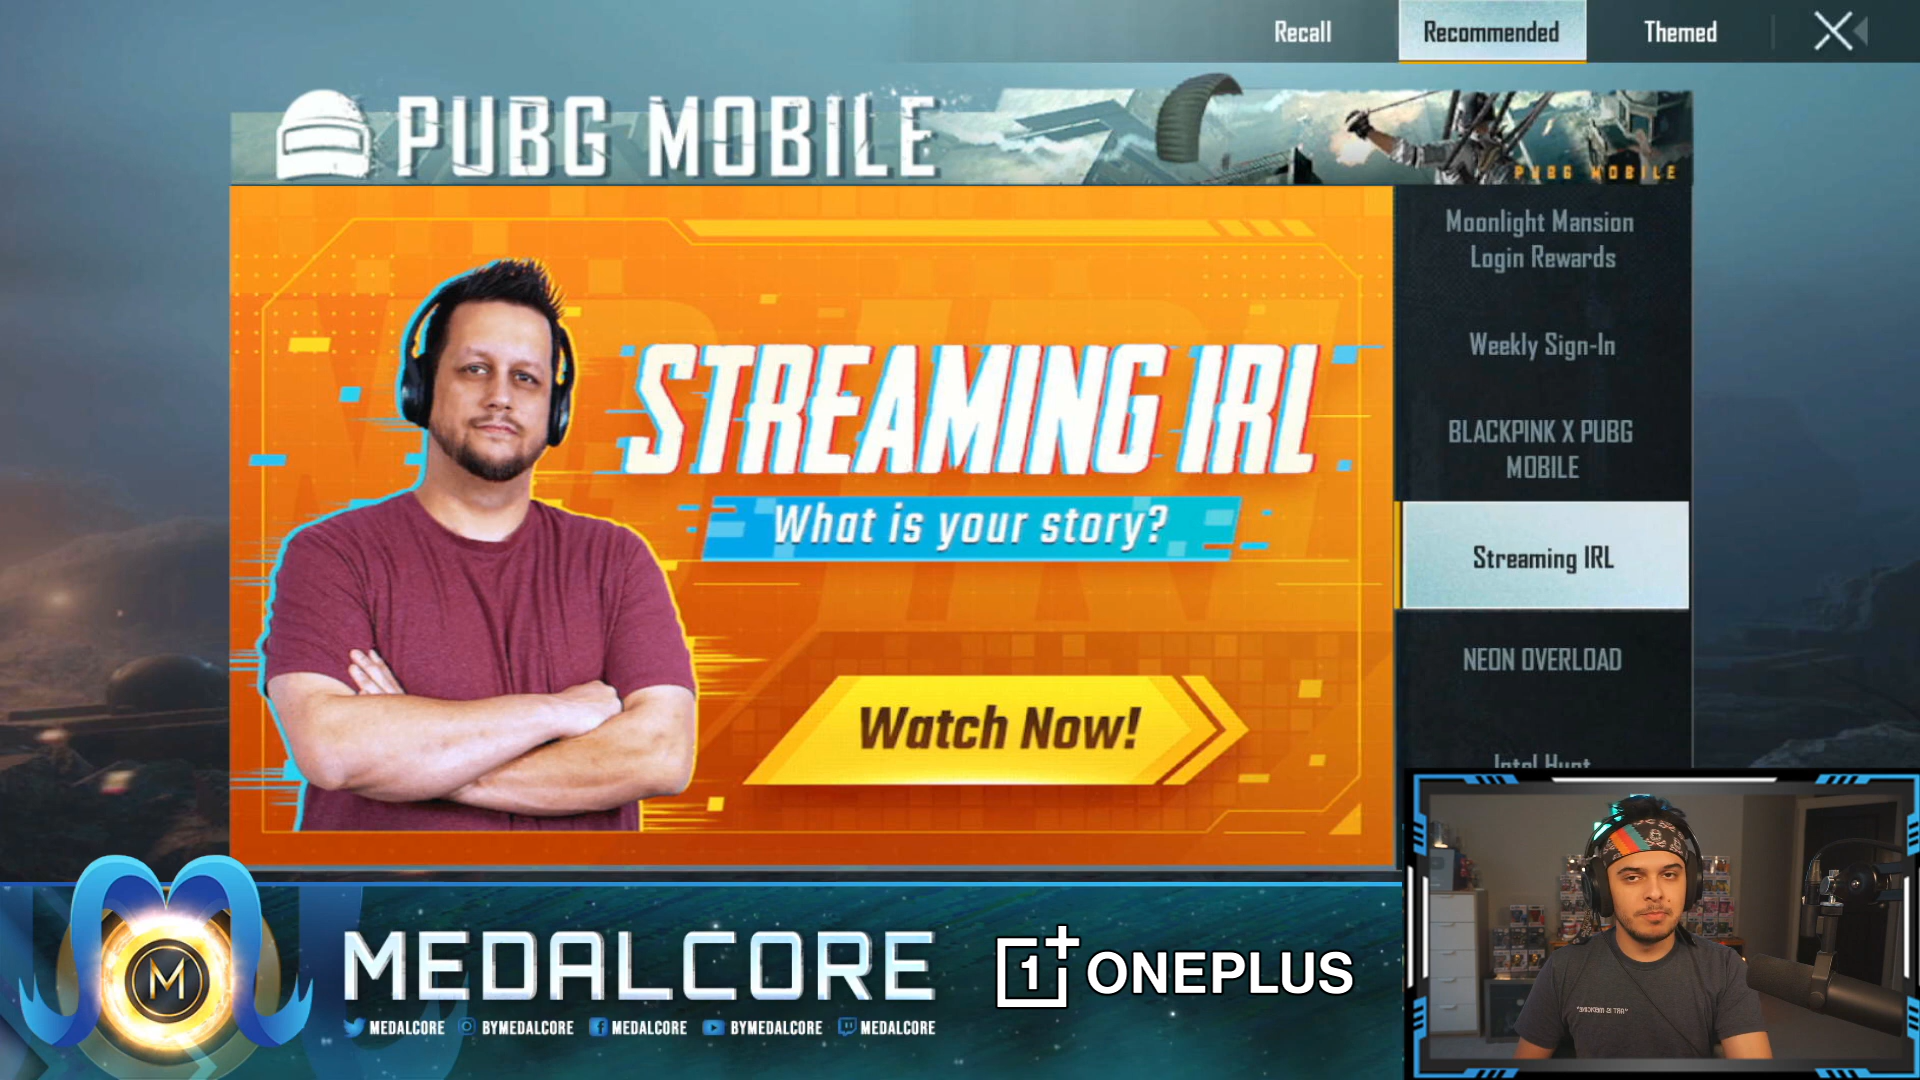 Recall
Recommended
Themed
PUBG MOBILE
PUBG MOBILE
STREAMING IRL
What is your story?
Watch Now!
Moonlight Mansion
Login Rewards
Weekly Sign-In
BLACKPINK X PUBG
MOBILE
Streaming IRL
NEON OVERLOAD
M
MEDALCORE
MEDALCORE BYMEDALCORE MEDALCORE BYMEDALCORE MEDALCORE
1+ ONEPLUS